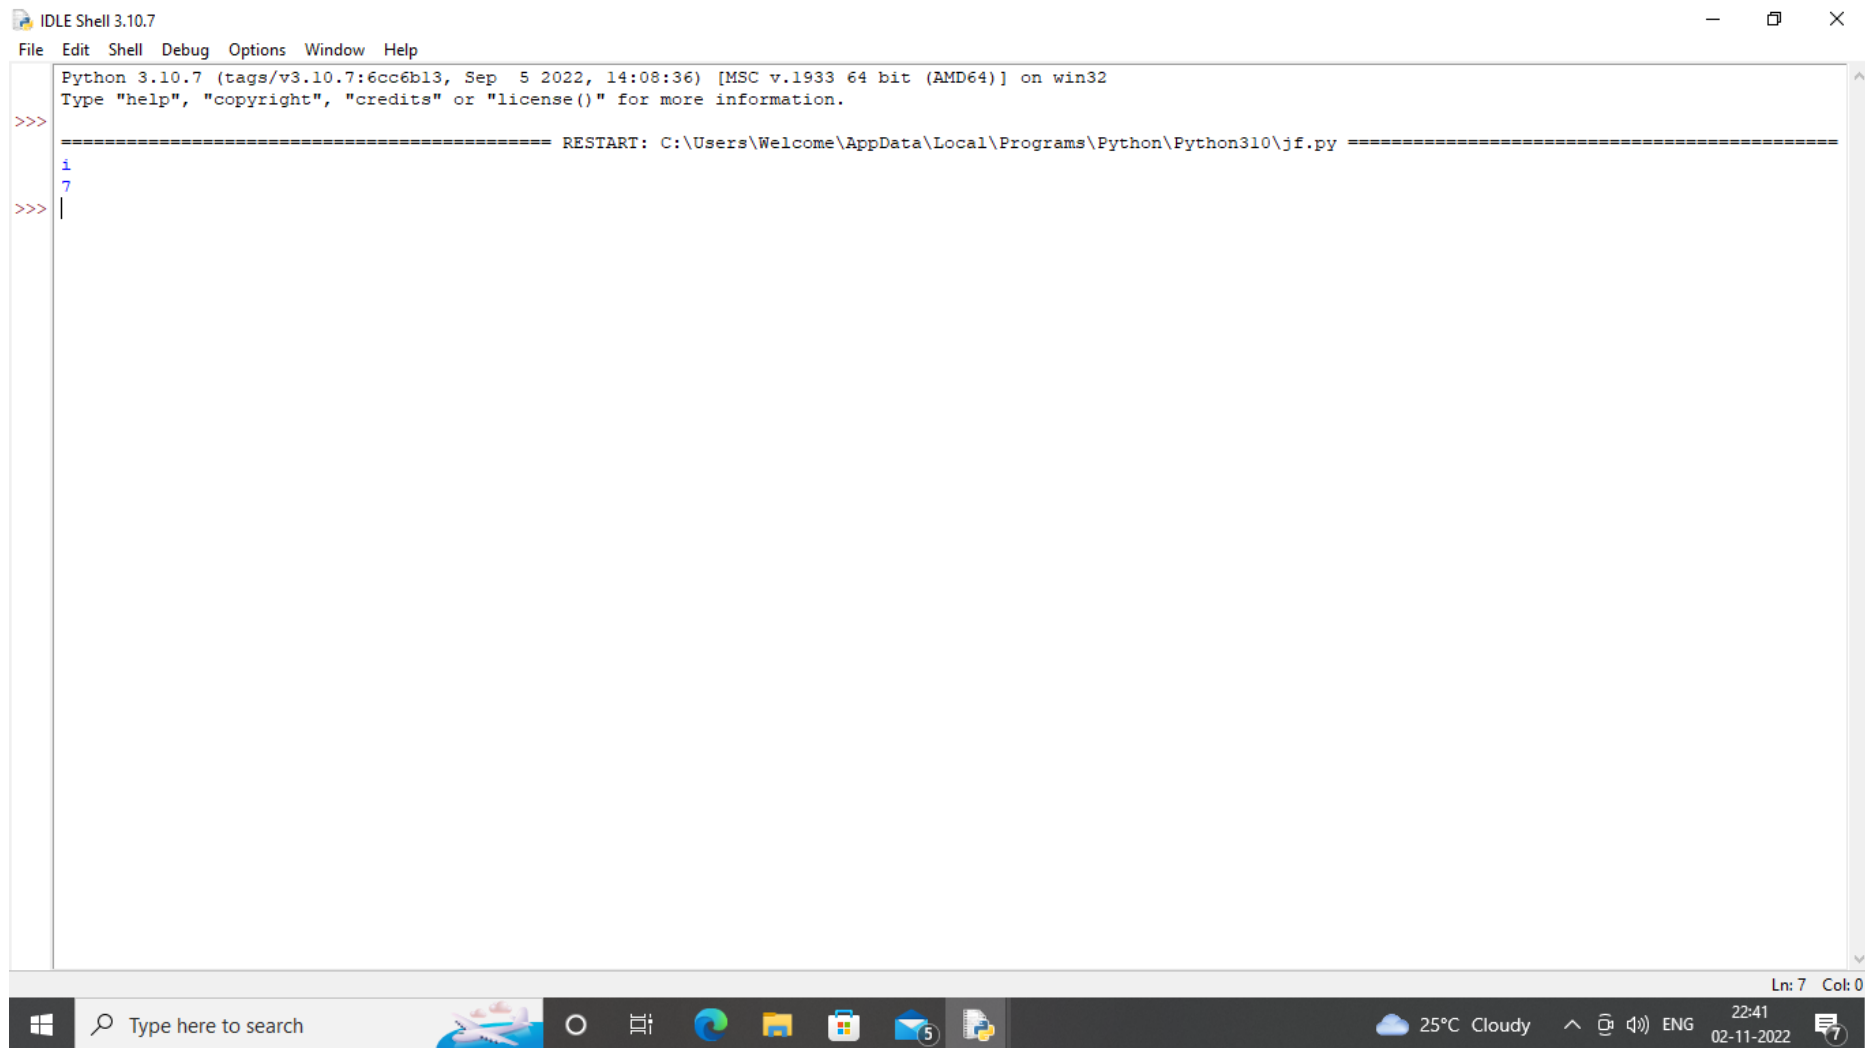 IDLE Shell 3.10.7
File Edit Shell Debug Options Window Help
Python 3.10.7 (tags/v3.10.7:6cc6b13, Sep  5 2022, 14:08:36) [MSC v.1933 64 bit (AMD64)] on win32
Type "help", "copyright", "credits" or "license()" for more information.
>>>
============================================= RESTART: C:\Users\Welcome\AppData\Local\Programs\Python\Python310\jf.py =============================================
i
7
>>>
Ln: 7 Col: 0
Type here to search
5
25°C Cloudy
ENG
22:41
02-11-2022
7